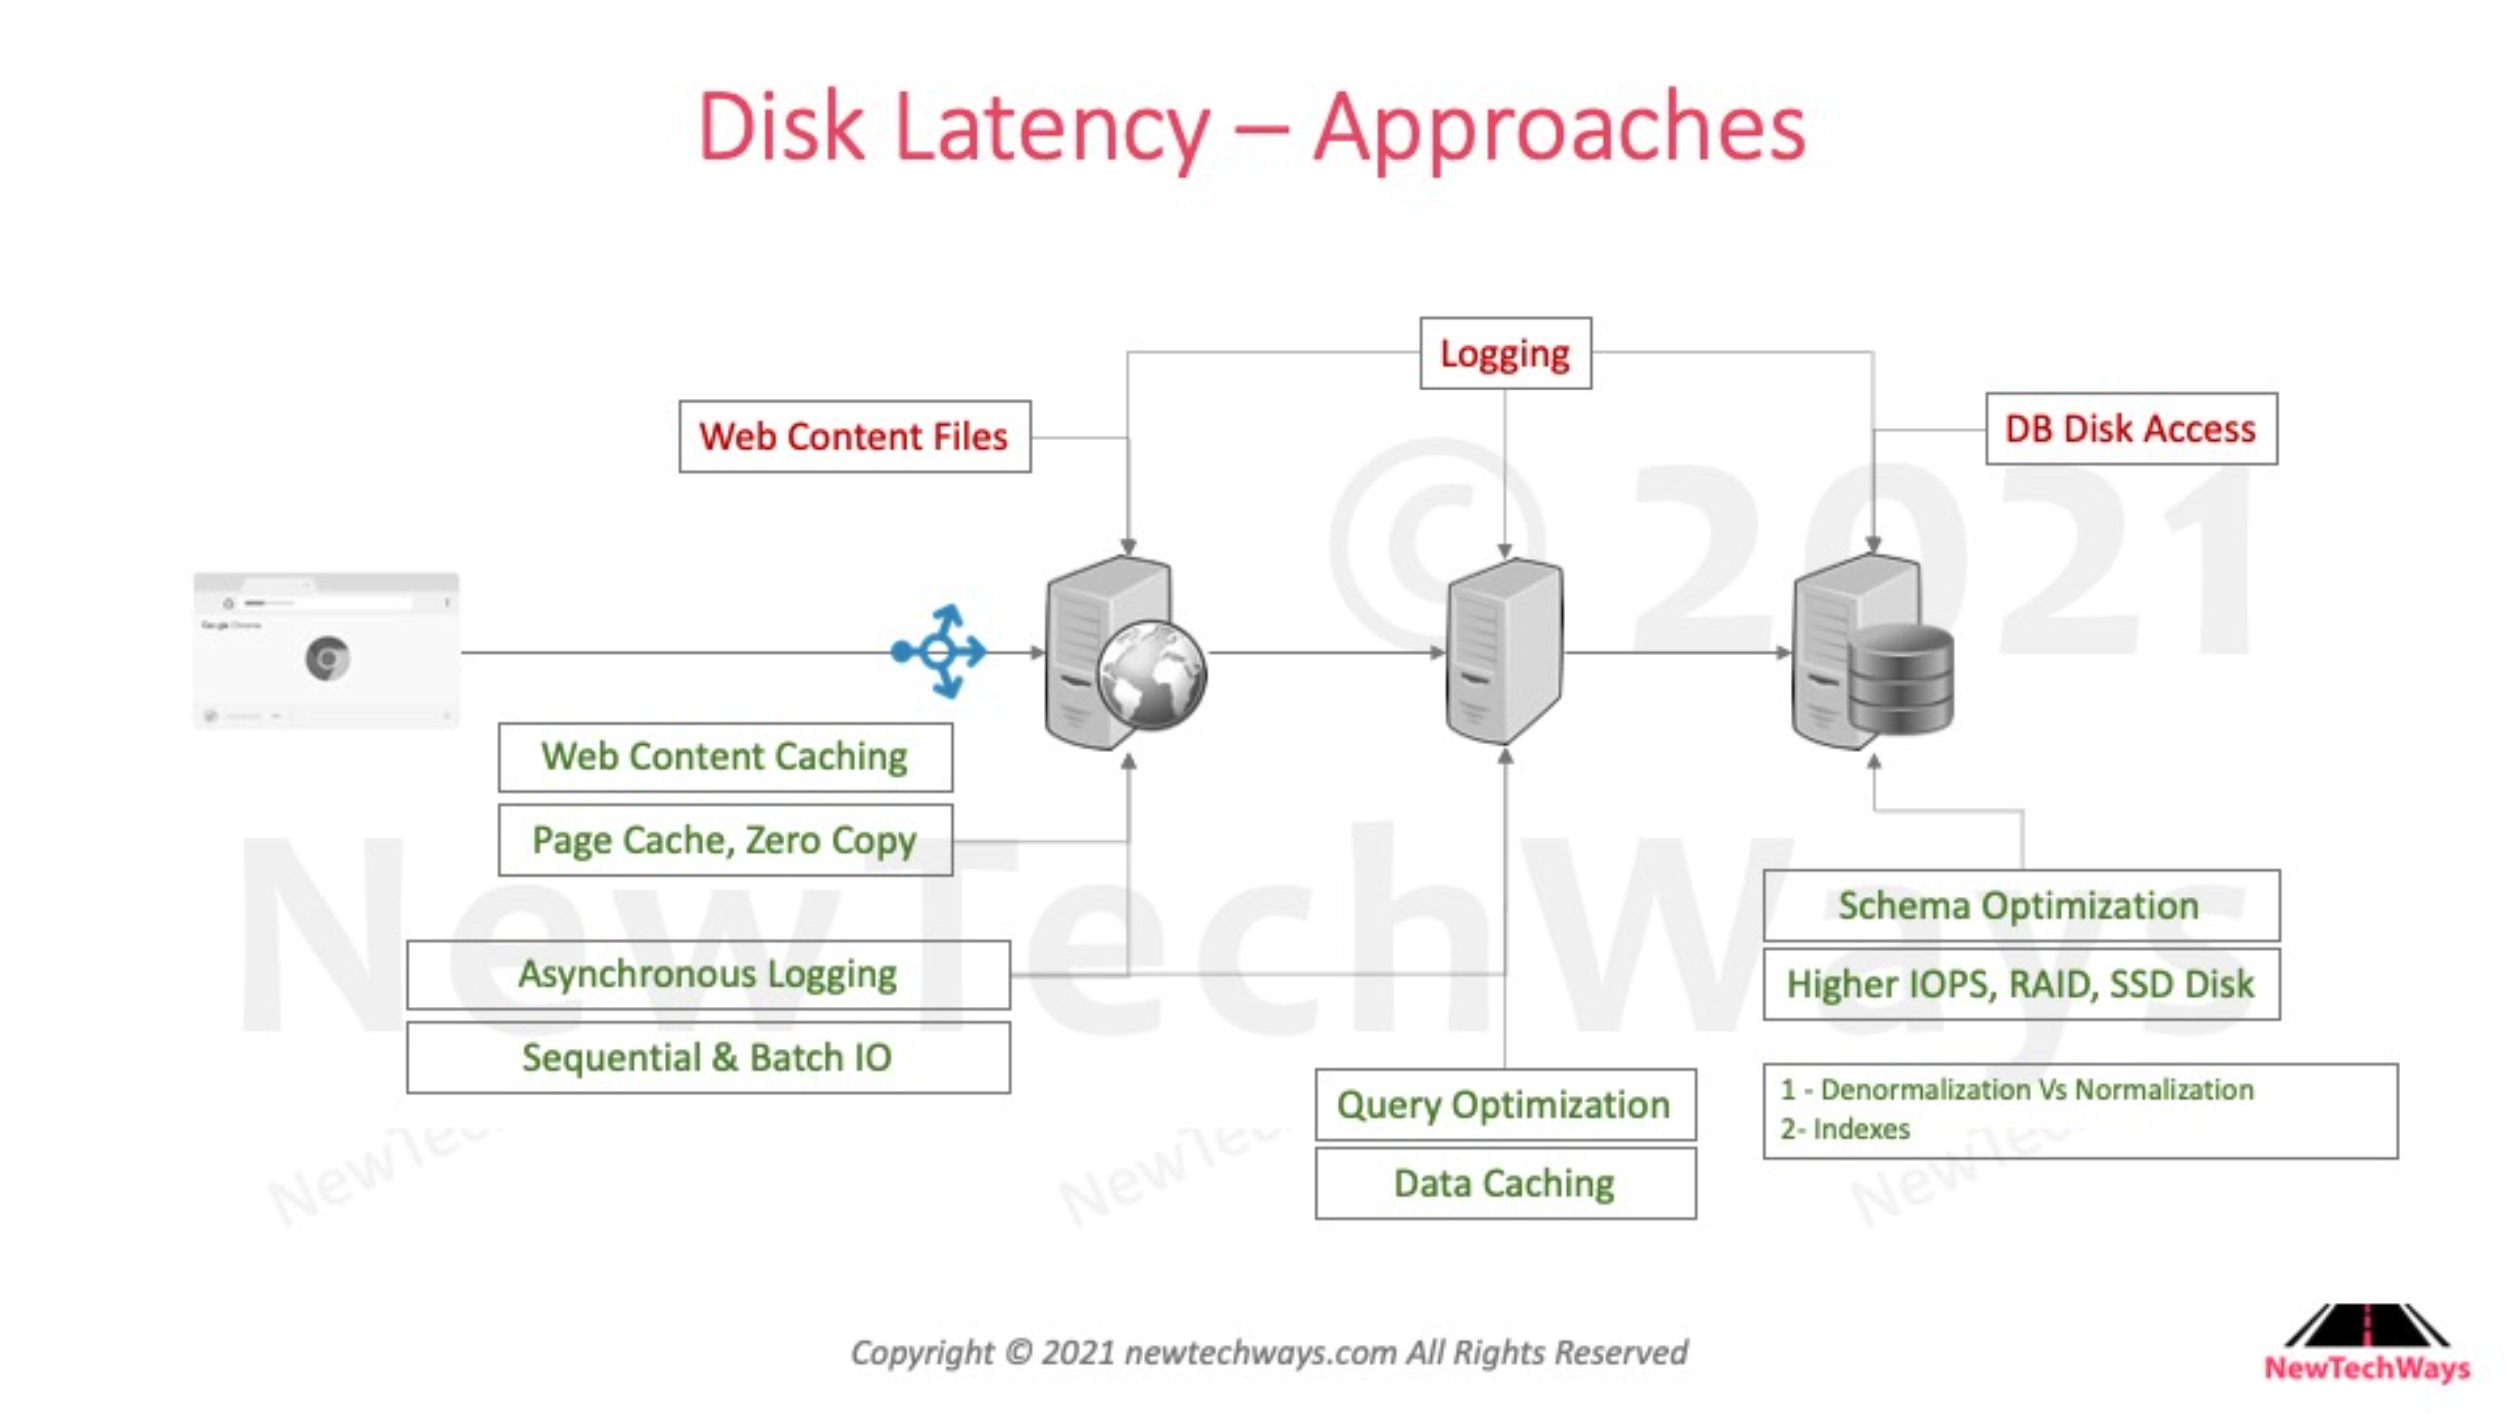 Disk Latency – Approaches
Logging
Web Content Files
DB Disk Access
© 2021
Google Chrome
Web Content Caching
Page Cache, Zero Copy
NewTechWays
Schema Optimization
Asynchronous Logging
Higher IOPS, RAID, SSD Disk
Sequential & Batch IO
Query Optimization
1 - Denormalization Vs Normalization
2- Indexes
Data Caching
Copyright © 2021 newtechways.com All Rights Reserved
NewTechWays